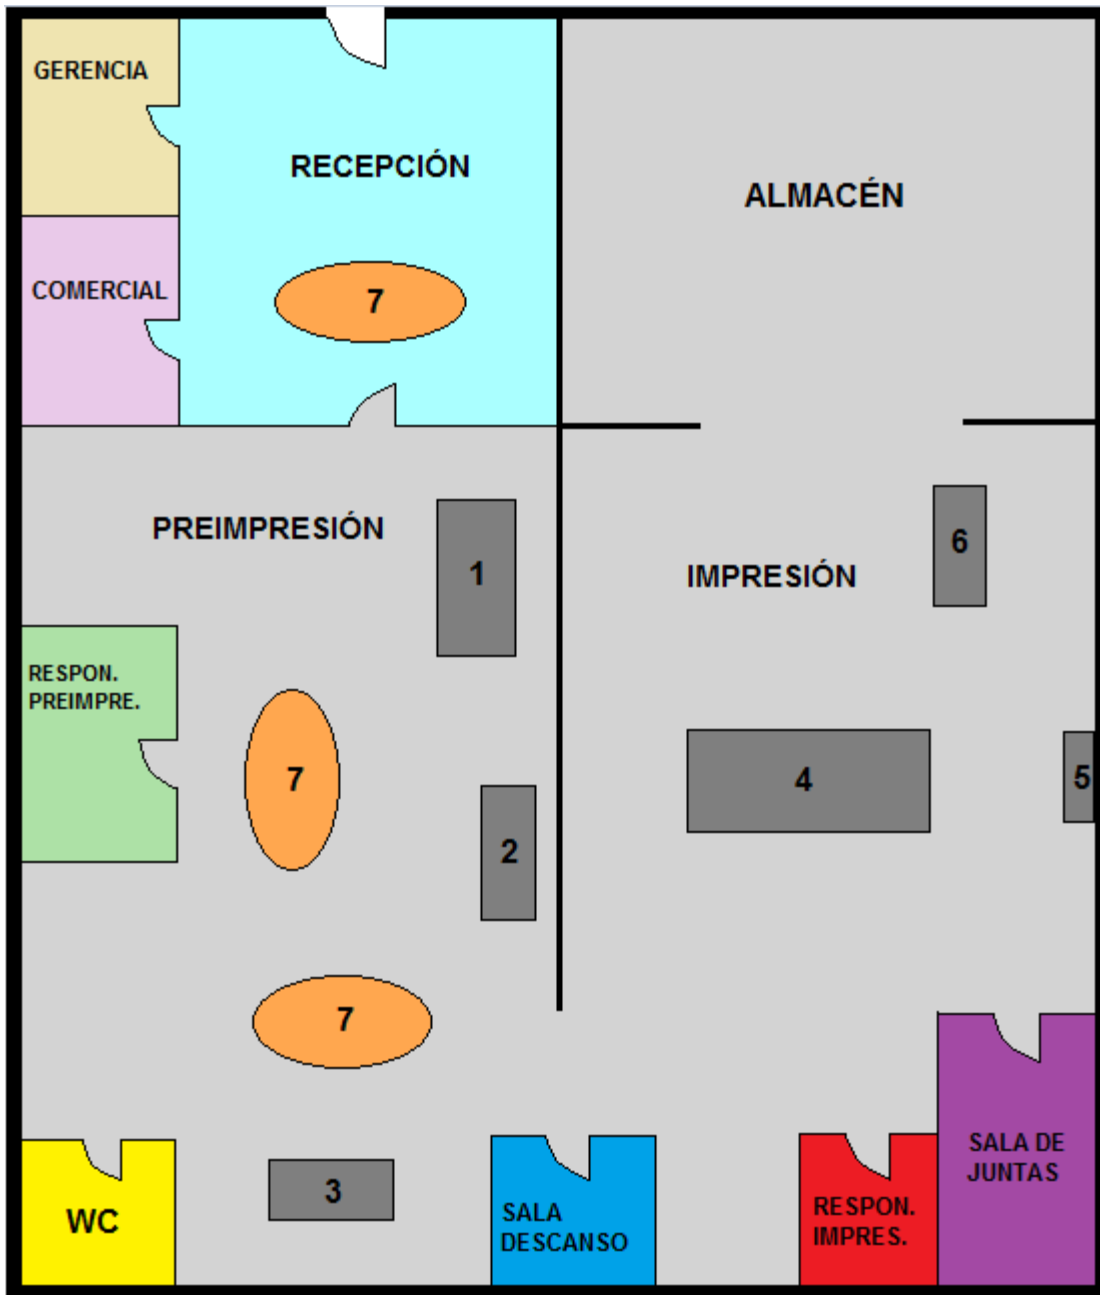 GERENCIA
RECEPCIÓN
ALMACÉN
COMERCIAL
7
PREIMPRESIÓN
1
IMPRESIÓN
6
RESPON.
PREIMPRE.
7
2
4
5
7
3
WC
SALA
DESCANSO
RESPON.
IMPRES.
SALA DE
JUNTAS